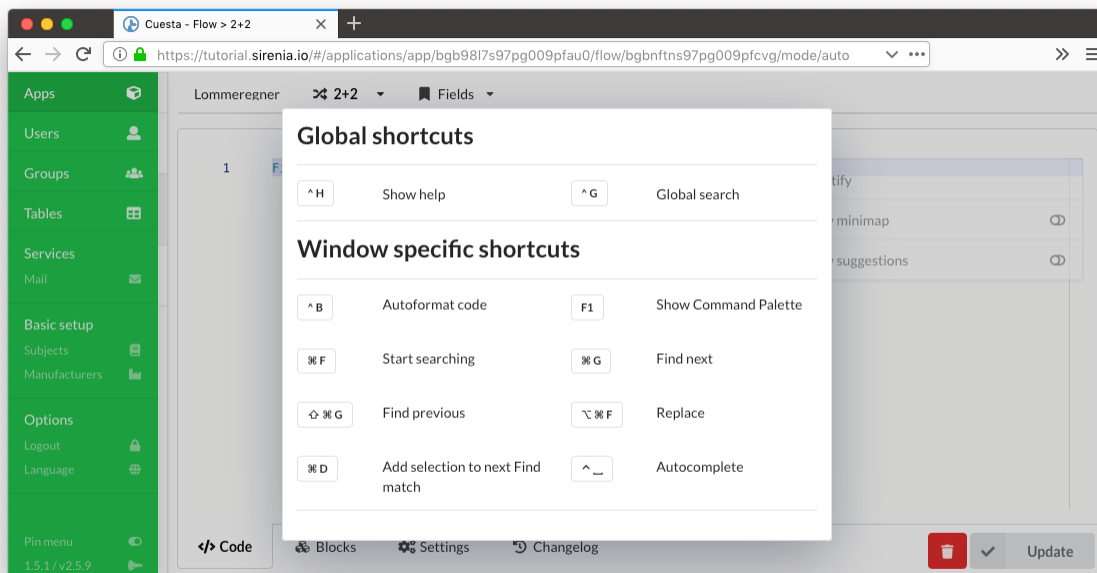 Cuesta - Flow > 2+2
https://tutorial.sirenia.io/#/applications/app/bgb98l7s97pg009pfau0/flow/bgbnftns97pg009pfcvg/mode/auto
Apps
Users
Groups
Tables
Services
Mail
Basic setup
Subjects
Manufacturers
Options
Logout
Language
Pin menu
1.5.1 / v2.5.9
Lommeregner
2+2
Fields
1
Global shortcuts
^ H Show help ^ G Global search
Window specific shortcuts
^ B Autoformat code F1 Show Command Palette
⌘ F Start searching ⌘ G Find next
⇧ ⌘ G Find previous ⌥ ⌘ F Replace
⌘ D Add selection to next Find
match
^ ⎵ Autocomplete
minimap
suggestions
</> Code
Blocks
Settings
Changelog
Update